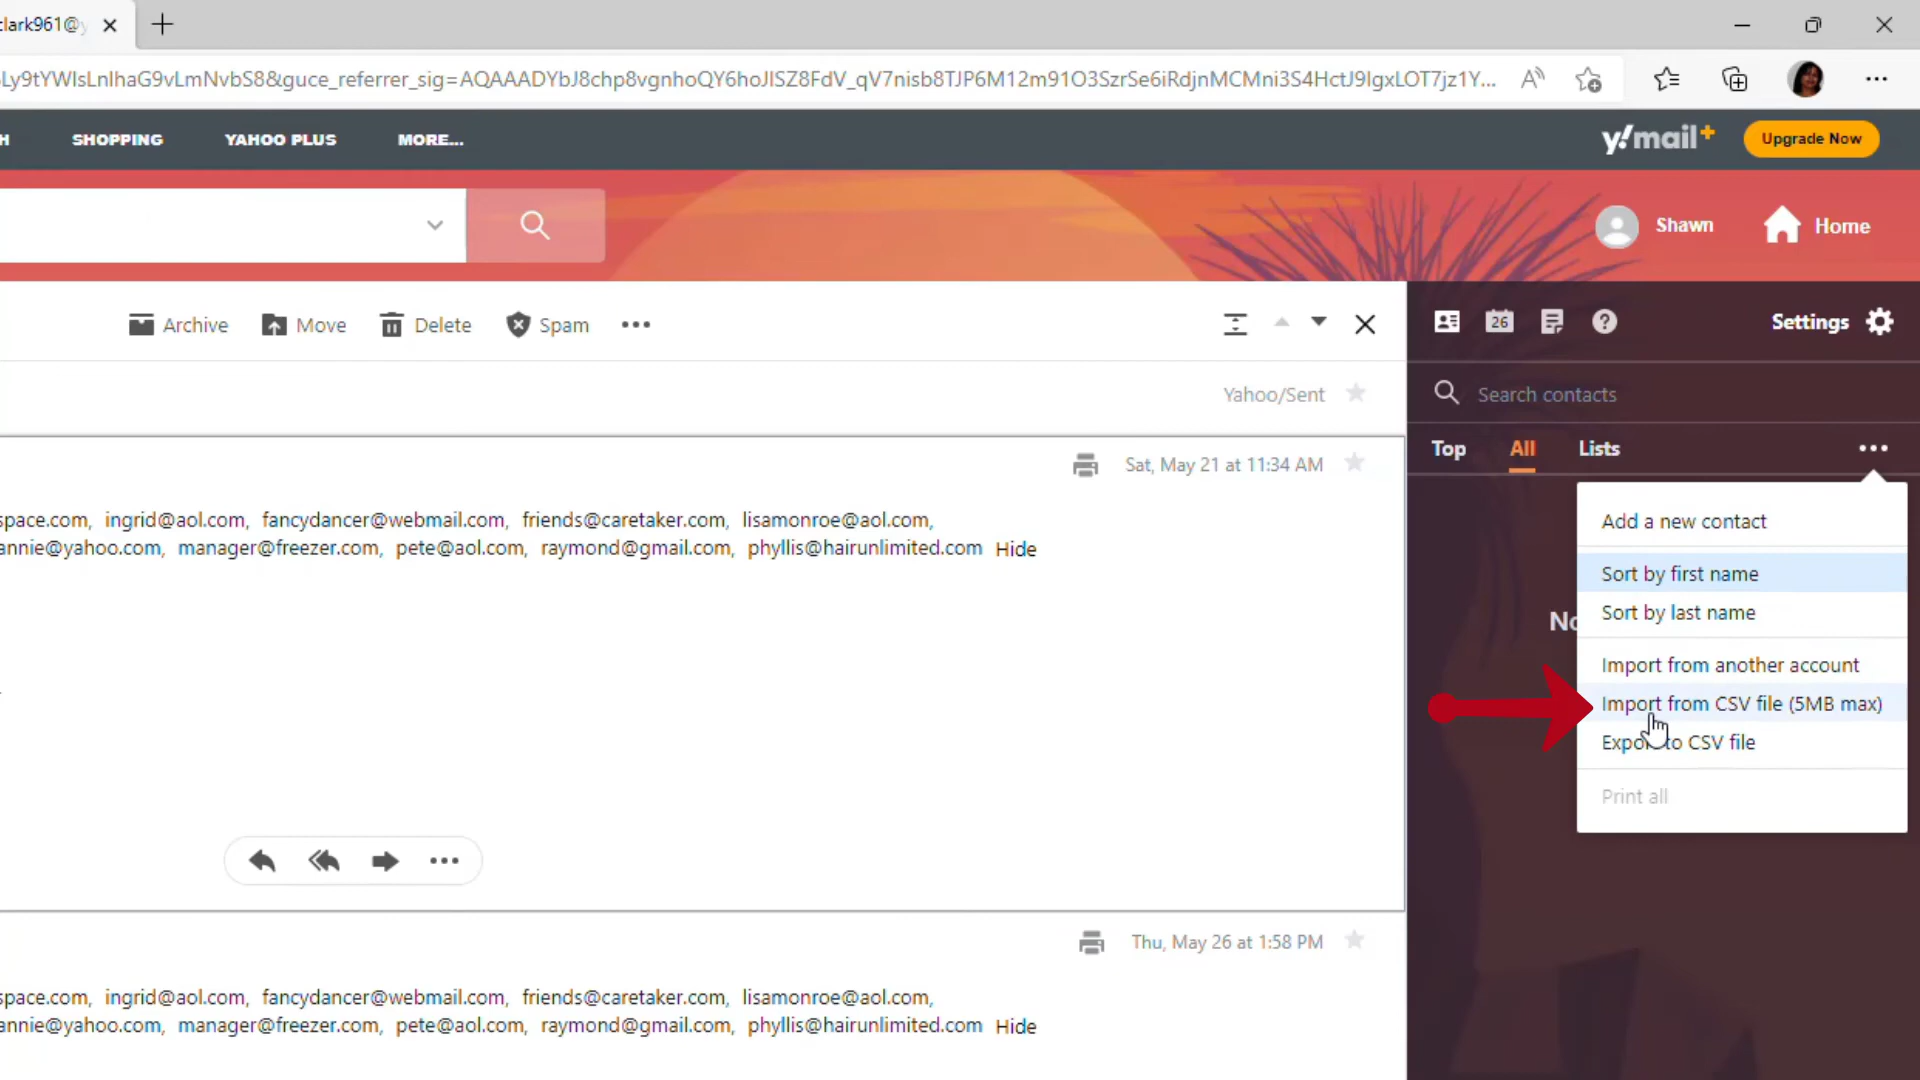 clark961@y
Ly9tYWlsLnlhaG9vLmNvbS8&guce_referrer_sig=AQAAADYbJ8chp8vgnhoQY6hoJISZ8FdV_qV7nisb8TJP6M12m91O3SzrSe6iRdjnMCMni3S4HctJ9lgxLOT7jz1Y...
H SHOPPING YAHOO PLUS MORE... y!mail+ Upgrade Now
Shawn Home
Archive Move Delete Spam 26 Settings
Yahoo/Sent Search contacts
Top All Lists
Sat, May 21 at 11:34 AM
space.com, ingrid@aol.com, fancydancer@webmail.com, friends@caretaker.com, lisamonroe@aol.com,
annie@yahoo.com, manager@freezer.com, pete@aol.com, raymond@gmail.com, phyllis@hairunlimited.com Hide
Add a new contact
Sort by first name
Sort by last name
No
Import from another account
Import from CSV file (5MB max)
Export to CSV file
Print all
Thu, May 26 at 1:58 PM
space.com, ingrid@aol.com, fancydancer@webmail.com, friends@caretaker.com, lisamonroe@aol.com,
annie@yahoo.com, manager@freezer.com, pete@aol.com, raymond@gmail.com, phyllis@hairunlimited.com Hide